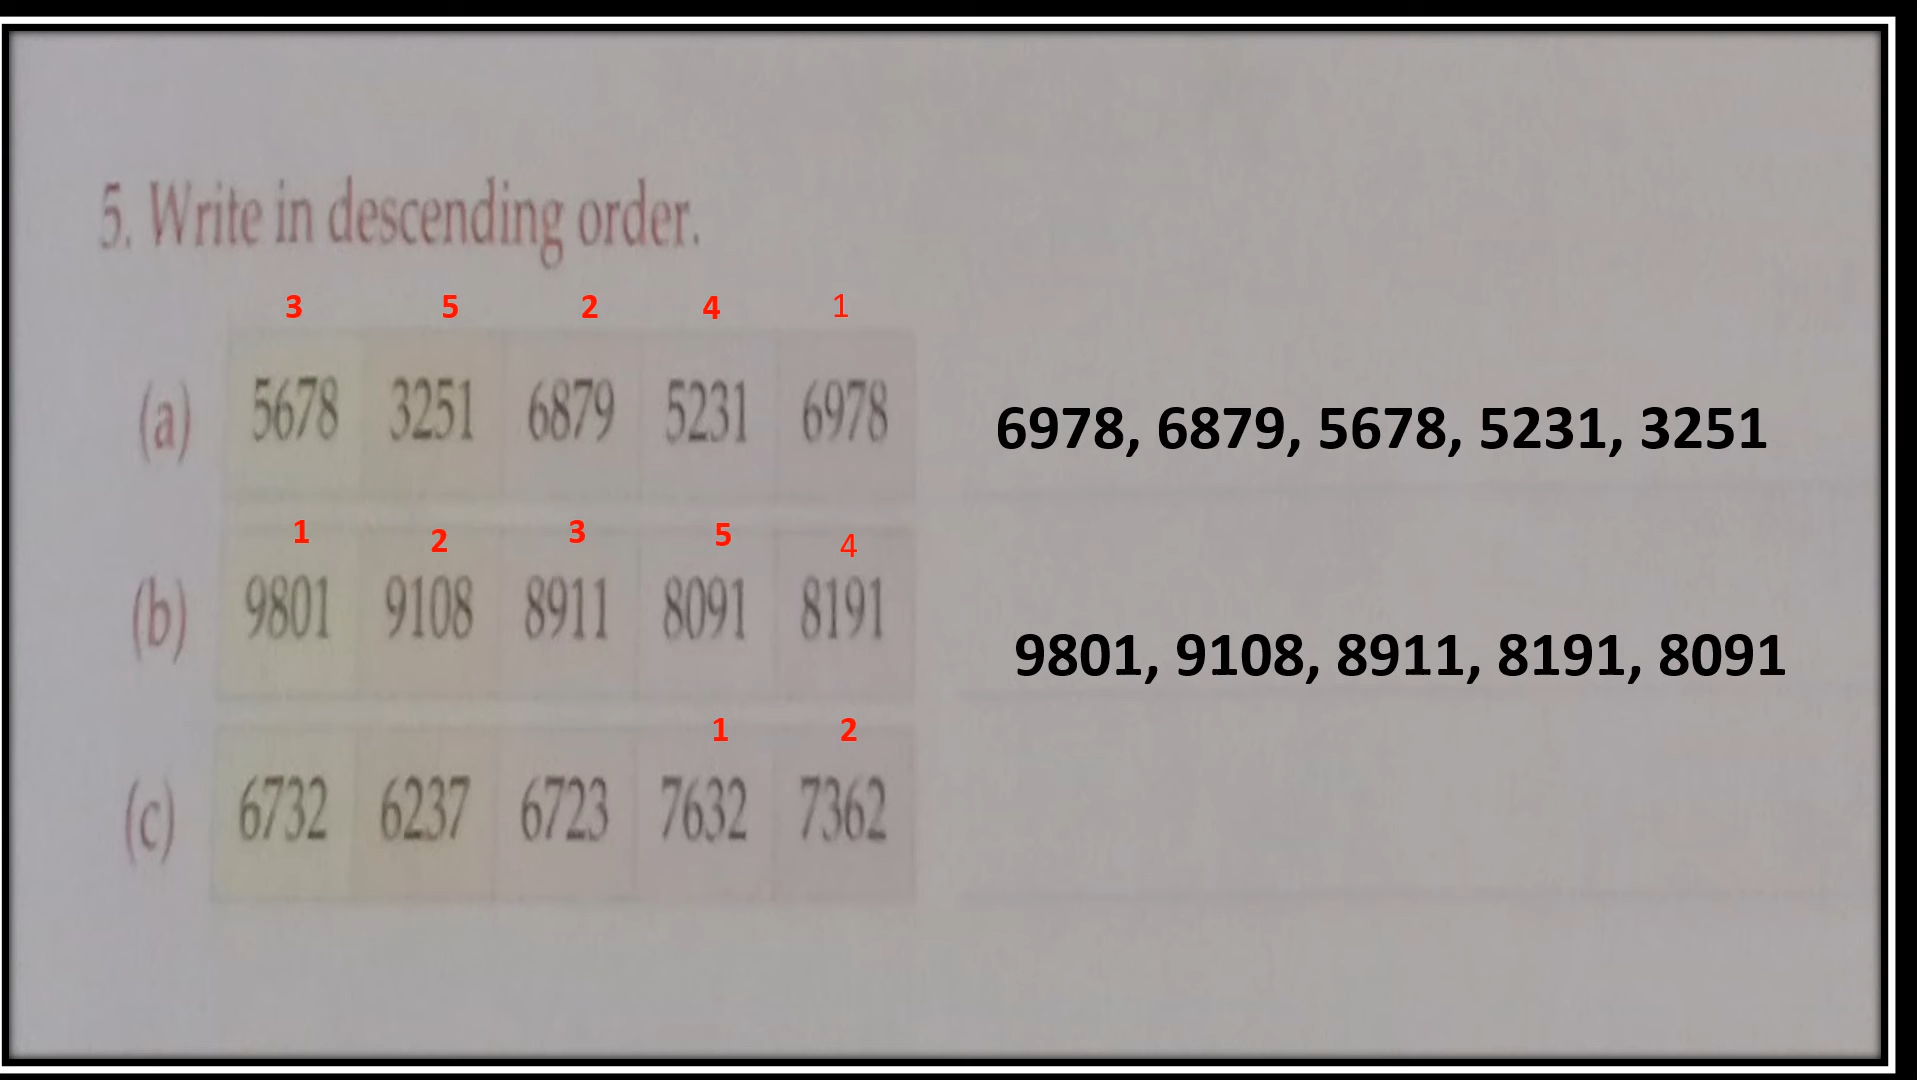 5. Write in descending order.
3 5 2 4 1
(a) 5678 3251 6879 5231 6978 6978, 6879, 5678, 5231, 3251
1 2 3 5 4
(b) 9801 9108 8911 8091 8191 9801, 9108, 8911, 8191, 8091
1 2
(c) 6732 6237 6723 7632 7362